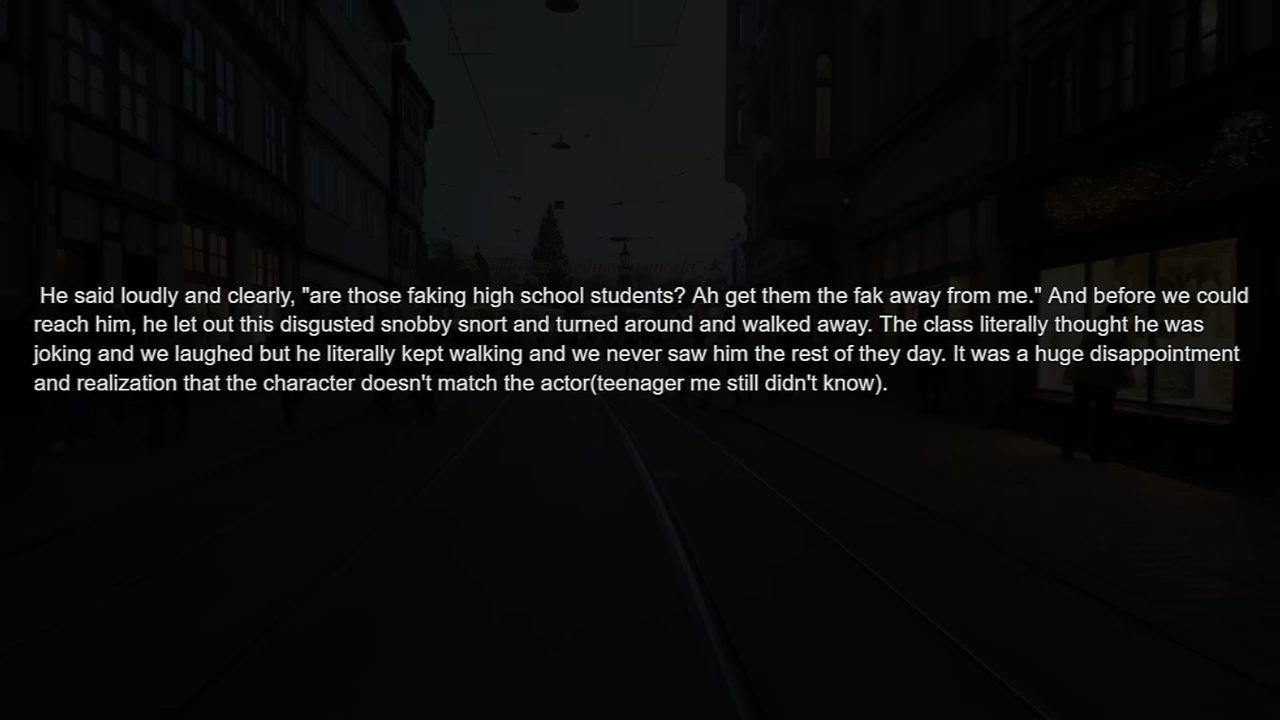 He said loudly and clearly, "are those faking high school students? Ah get them the fak away from me." And before we could
reach him, he let out this disgusted snobby snort and turned around and walked away. The class literally thought he was
joking and we laughed but he literally kept walking and we never saw him the rest of they day. It was a huge disappointment
and realization that the character doesn't match the actor(teenager me still didn't know).